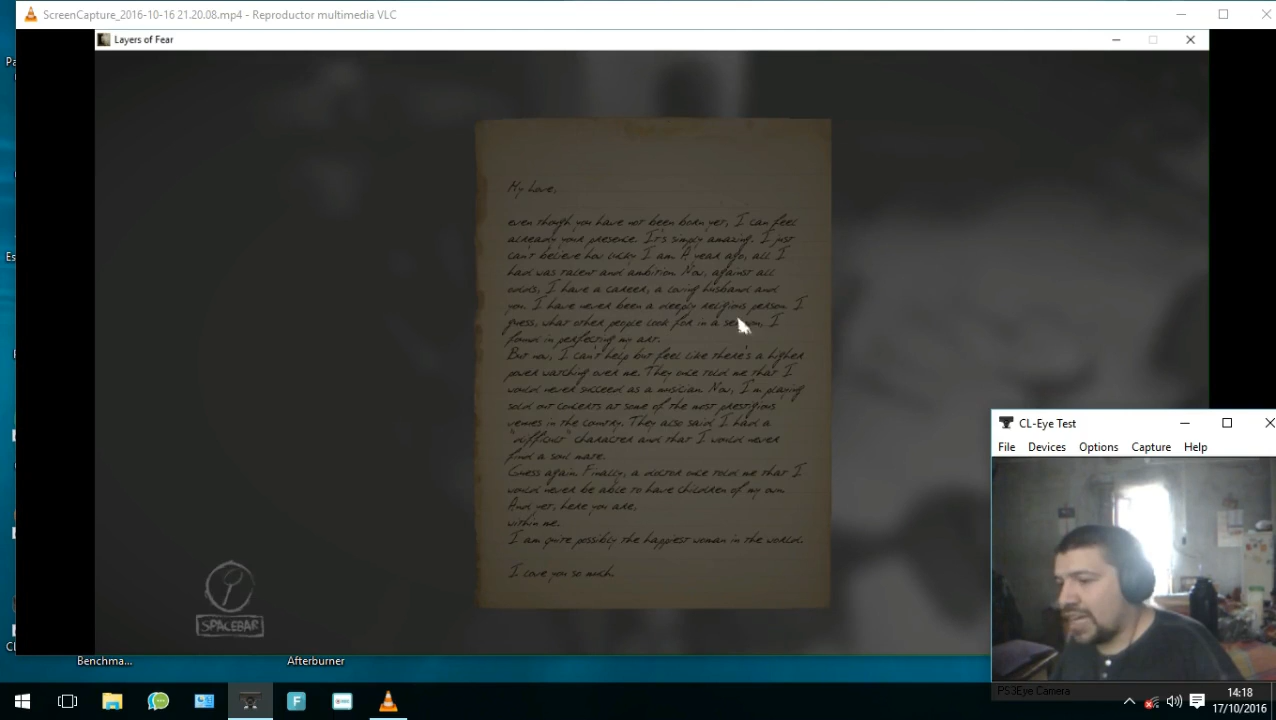 ScreenCapture_2016-10-16 21.20.08.mp4 - Reproductor multimedia VLC
Layers of Fear
My love,
even though you have not been born yet, I can feel
already your presence. It's simply amazing. I just
can't believe how lucky I am. A year ago, all I
had was talent and ambition. Now, against all
odds, I have a career, a loving husband and
you. I have never been a deeply religious person. I
guess, what other people look for in a sermon, I
found in perfecting my art.
But now, I can't help but feel like there's a higher
power watching over me. They once told me that I
would never succeed as a musician. Now, I'm playing
sold out concerts at some of the most prestigious
venues in the country. They also said I had a
"difficult" character and that I would never
find a soul mate.
Guess again. Finally, a doctor once told me that I
would never be able to have children of my own
And yet, here you are,
within me.
I am quite possibly the happiest woman in the world.
I love you so much.
SPACEBAR
CL-Eye Test
File Devices Options Capture Help
PS3Eye Camera
Pa
Es
CL
Benchma...
Afterburner
14:18
17/10/2016